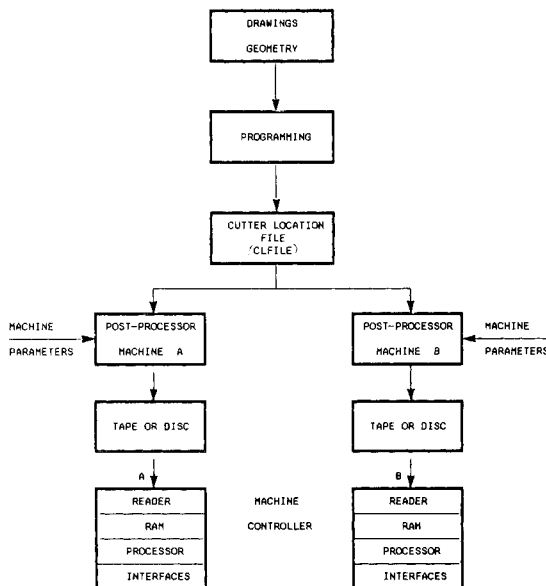 DRAWINGS
GEOMETRY
PROGRAMMING
CUTTER LOCATION
FILE
(CLFILE)
MACHINE
PARAMETERS
POST-PROCESSOR
MACHINE A
POST-PROCESSOR
MACHINE B
MACHINE
PARAMETERS
TAPE OR DISC
TAPE OR DISC
A
B
READER
RAM
PROCESSOR
INTERFACES
MACHINE
CONTROLLER
READER
RAM
PROCESSOR
INTERFACES